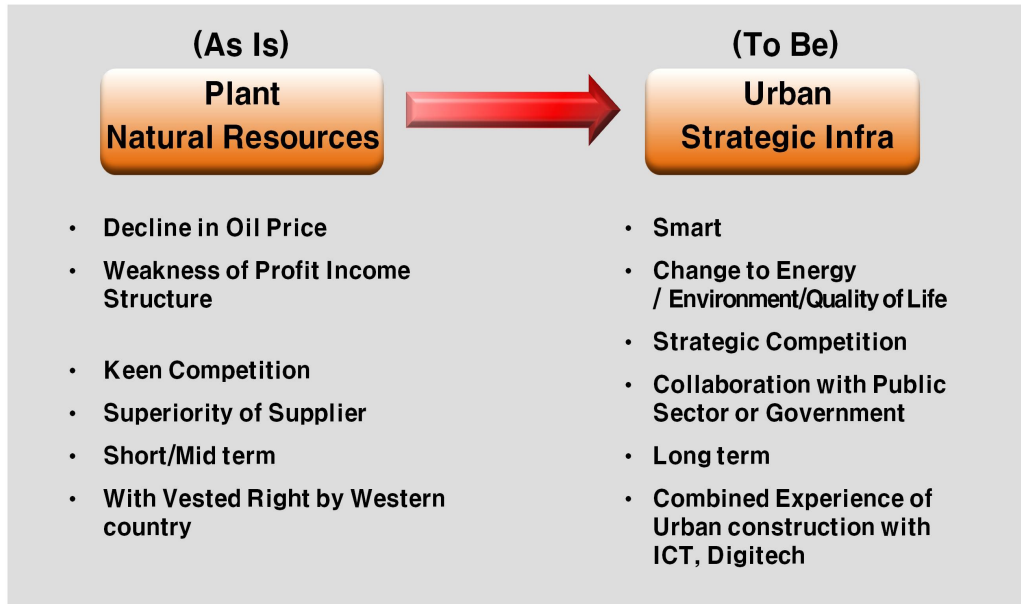 (As Is)
Plant
Natural Resources
• Decline in Oil Price
• Weakness of Profit Income
Structure
• Keen Competition
• Superiority of Supplier
• Short/Mid term
• With Vested Right by Western
country
(To Be)
Urban
Strategic Infra
• Smart
• Change to Energy
/ Environment/Quality of Life
• Strategic Competition
• Collaboration with Public
Sector or Government
• Long term
• Combined Experience of
Urban construction with
ICT, Digitech